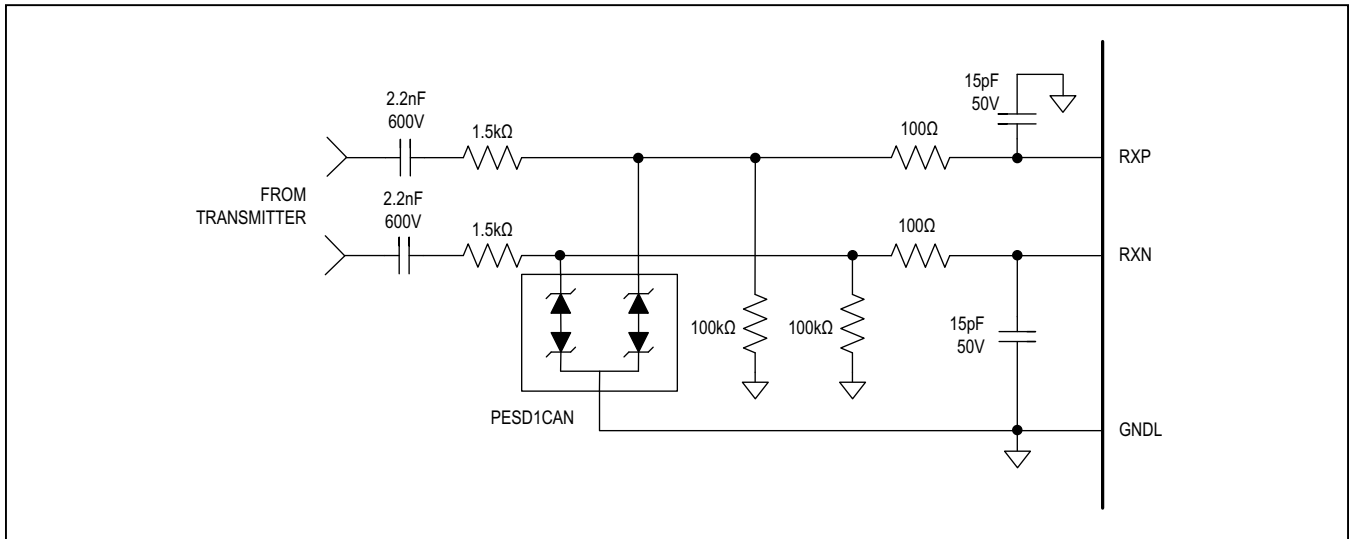 15pF
50V
2.2nF
600V
1.5kΩ
100Ω
RXP
FROM
TRANSMITTER
2.2nF
600V
1.5kΩ
100Ω
RXN
100kΩ
100kΩ
15pF
50V
PESD1CAN
GNDL